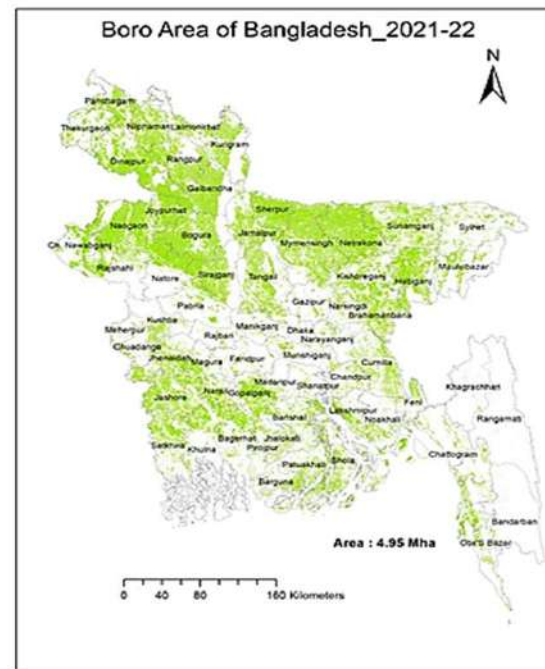 Boro Area of Bangladesh_2021-22
N
Panchagarh
Thakurgaon
Nilphamari
Lalmonirhat
Kurigram
Dinajpur
Rangpur
Gaibandha
Joypurhat
Sherpur
Naogaon
Bogura
Jamalpur
Mymensingh
Netrakona
Sunamganj
Sylhet
Ch. Nawabganj
Rajshahi
Natore
Sirajganj
Tangail
Kishoreganj
Habiganj
Maulvibazar
Pabna
Gazipur
Narsingdi
Brahamanbaria
Kushtia
Meherpur
Chuadanga
Rajbari
Manikganj
Dhaka
Narayanganj
Jhenaidah
Magura
Faridpur
Munshiganj
Cumilla
Chandpur
Khagrachhari
Jashore
Narail
Gopalganj
Madaripur
Shariatpur
Lakshmipur
Feni
Noakhali
Rangamati
Barishal
Satkhira
Khulna
Bagerhat
Jhalokati
Pirojpur
Patuakhali
Bhola
Barguna
Chattogram
Bandarban
Cox'S Bazar
Area : 4.95 Mha
0 40 80 160 Kilometers